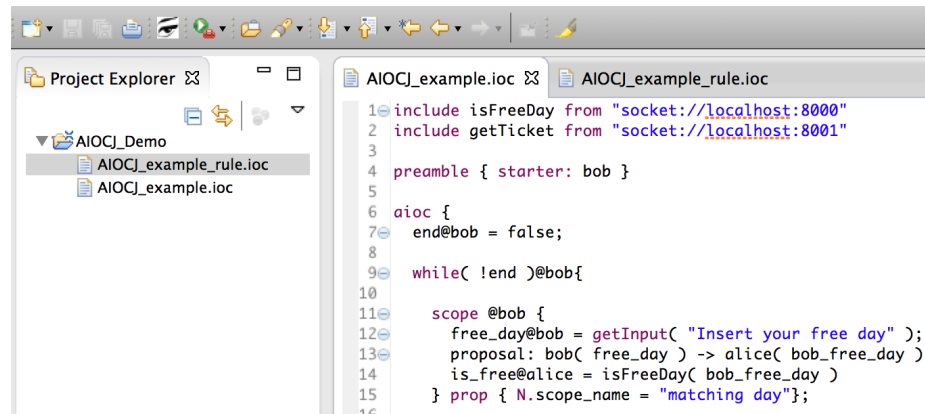 Project Explorer
AIOCJ_Demo
AIOCJ_example_rule.ioc
AIOCJ_example.ioc
AIOCJ_example.ioc
AIOCJ_example_rule.ioc
1 include isFreeDay from "socket://localhost:8000"
2 include getTicket from "socket://localhost:8001"
3
4 preamble { starter: bob }
5
6 aioc {
7 end@bob = false;
8
9 while( !end )@bob{
10
11 scope @bob {
12 free_day@bob = getInput( "Insert your free day" );
13 proposal: bob( free_day ) -> alice( bob_free_day )
14 is_free@alice = isFreeDay( bob_free_day )
15 } prop { N.scope_name = "matching day"};
16